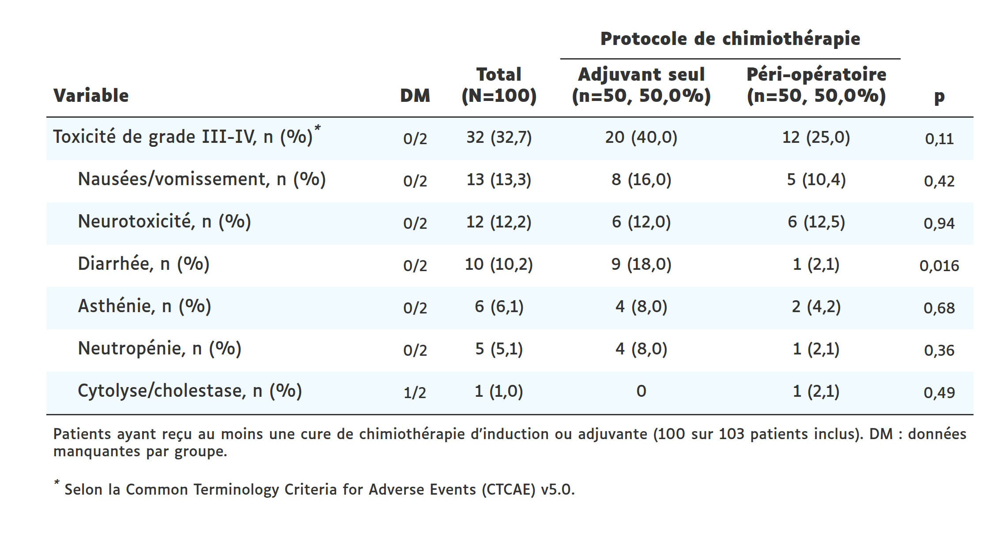 Protocole de chimiothérapie
Variable DM Total (N=100) Adjuvant seul (n=50, 50,0%) Péri-opératoire (n=50, 50,0%) p
Toxicité de grade III-IV, n (%)* 0/2 32 (32,7) 20 (40,0) 12 (25,0) 0,11
Nausées/vomissement, n (%) 0/2 13 (13,3) 8 (16,0) 5 (10,4) 0,42
Neurotoxicité, n (%) 0/2 12 (12,2) 6 (12,0) 6 (12,5) 0,94
Diarrhée, n (%) 0/2 10 (10,2) 9 (18,0) 1 (2,1) 0,016
Asthénie, n (%) 0/2 6 (6,1) 4 (8,0) 2 (4,2) 0,68
Neutropénie, n (%) 0/2 5 (5,1) 4 (8,0) 1 (2,1) 0,36
Cytolyse/cholestase, n (%) 1/2 1 (1,0) 0 1 (2,1) 0,49
Patients ayant reçu au moins une cure de chimiothérapie d'induction ou adjuvante (100 sur 103 patients inclus). DM : données
manquantes par groupe.
* Selon la Common Terminology Criteria for Adverse Events (CTCAE) v5.0.